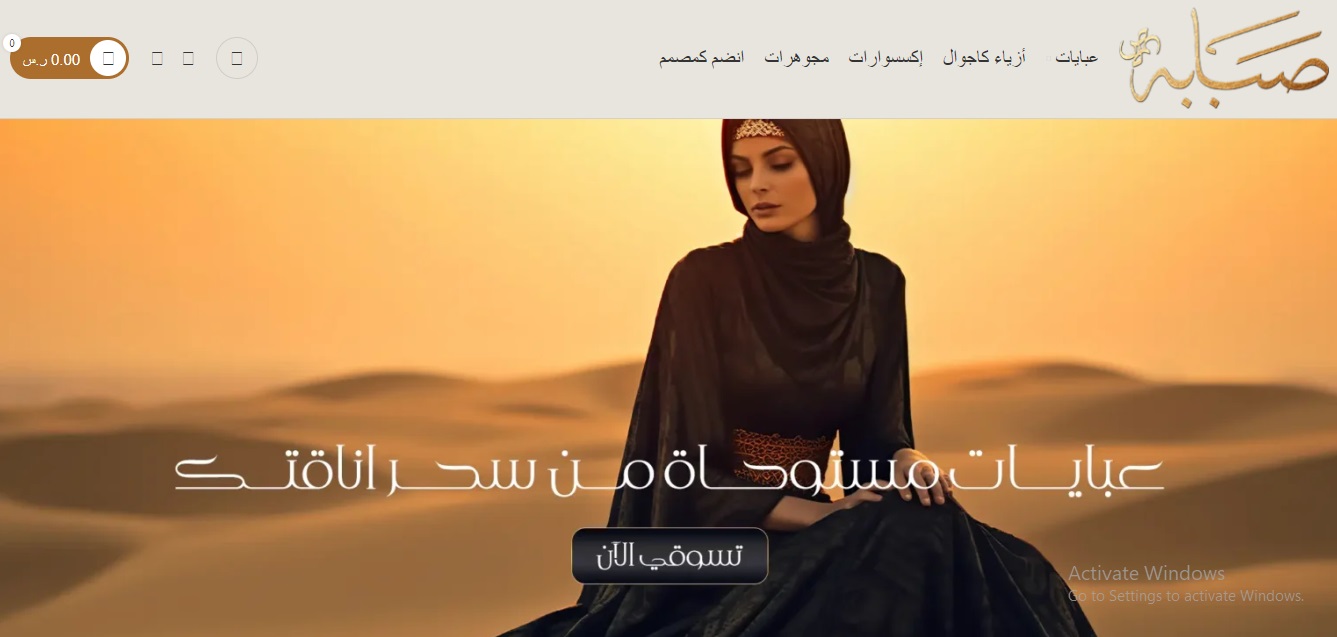 صبابه
عبايات
أزياء كاجوال
إكسسوارات
مجوهرات
انضم كمصمم
0.00 ر.س
0
عبايات مستوحاة من سحر اناقتك
تسوقي الآن
Activate Windows
Go to Settings to activate Windows.